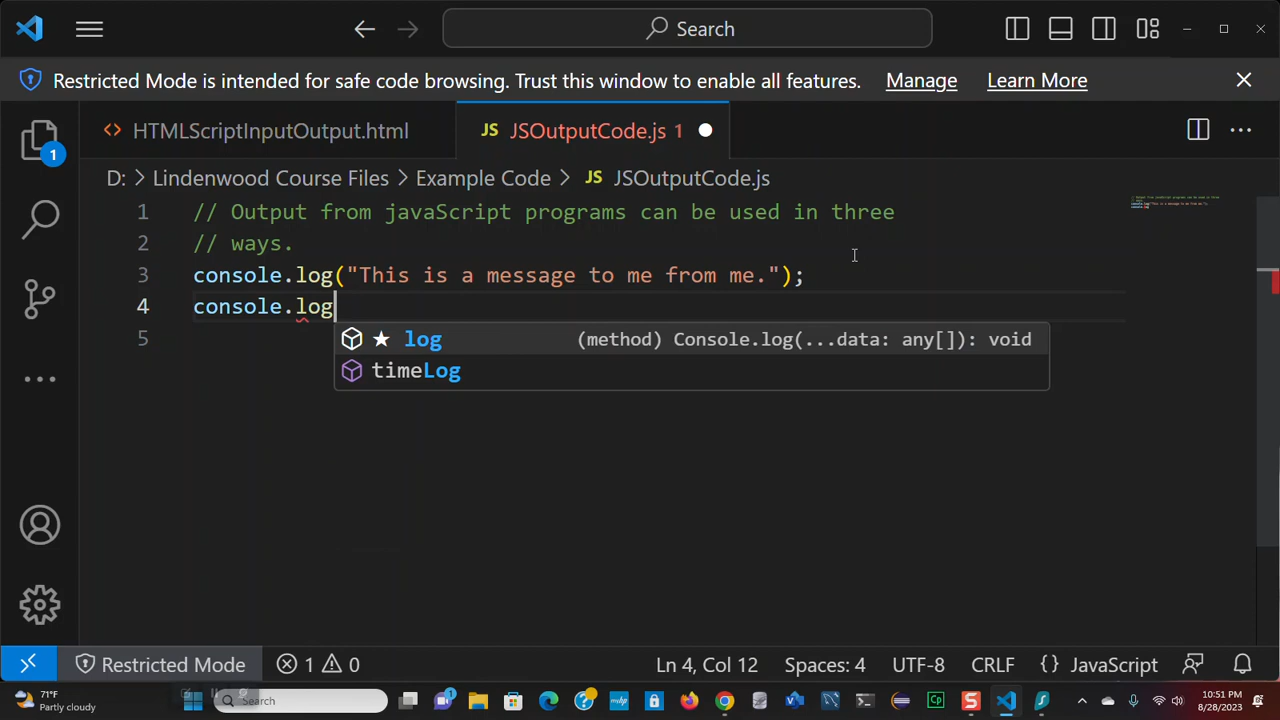 Search
Restricted Mode is intended for safe code browsing. Trust this window to enable all features. Manage Learn More
HTMLScriptInputOutput.html JS JSOutputCode.js 1
1
D: > Lindenwood Course Files > Example Code > JS JSOutputCode.js
1 // Output from javaScript programs can be used in three
2 // ways.
3 console.log("This is a message to me from me.");
4 console.log
5
★ log (method) Console.log(...data: any[]): void
timeLog
Restricted Mode 1 0 Ln 4, Col 12 Spaces: 4 UTF-8 CRLF {} JavaScript
71°F
Partly cloudy
Search
1
10:51 PM
8/28/2023